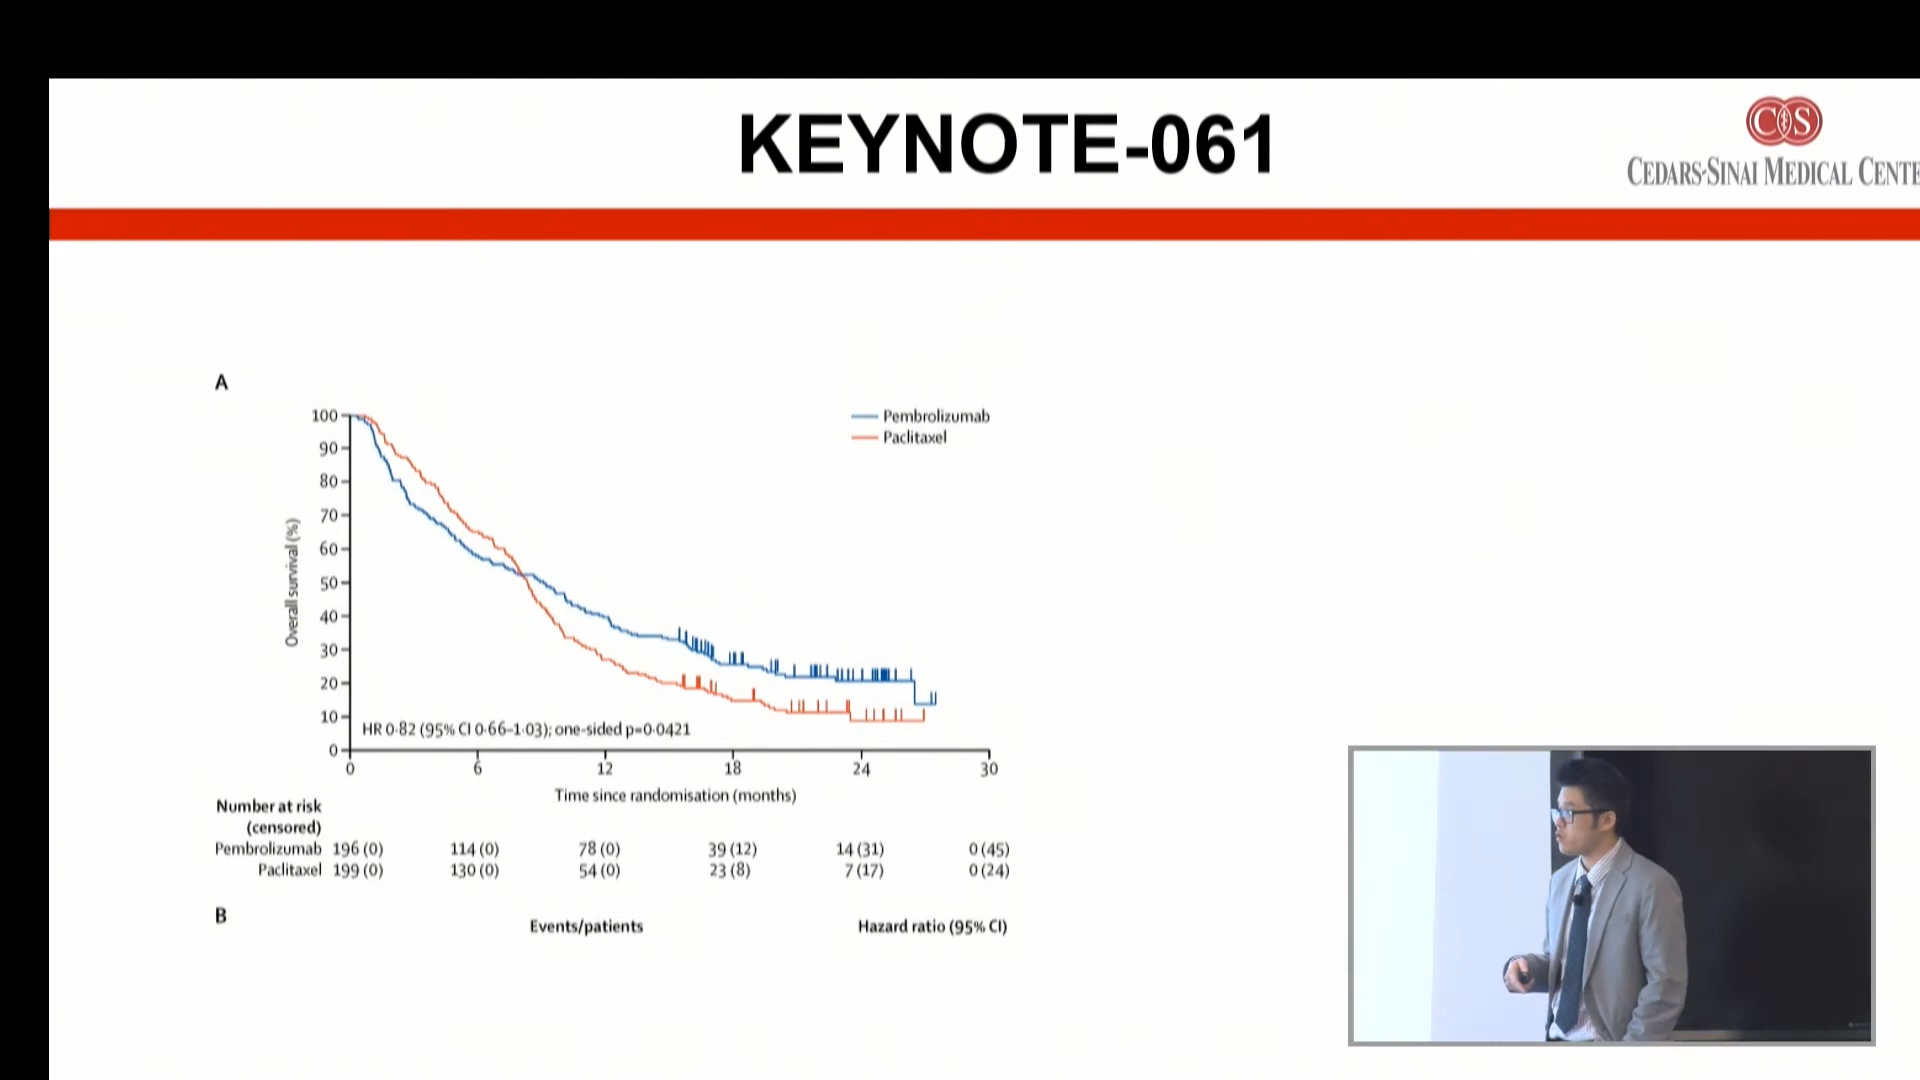 KEYNOTE-061
CS
CEDARS-SINAI MEDICAL CENTE
A
100
90
80
70
60
50
40
30
20
10
0
Overall survival (%)
Pembrolizumab
Paclitaxel
HR 0·82 (95% CI 0·66–1·03); one-sided p=0·0421
0 6 12 18 24 30
Time since randomisation (months)
Number at risk
(censored)
Pembrolizumab 196 (0) 114 (0) 78 (0) 39 (12) 14 (31) 0 (45)
Paclitaxel 199 (0) 130 (0) 54 (0) 23 (8) 7 (17) 0 (24)
B
Events/patients Hazard ratio (95% CI)